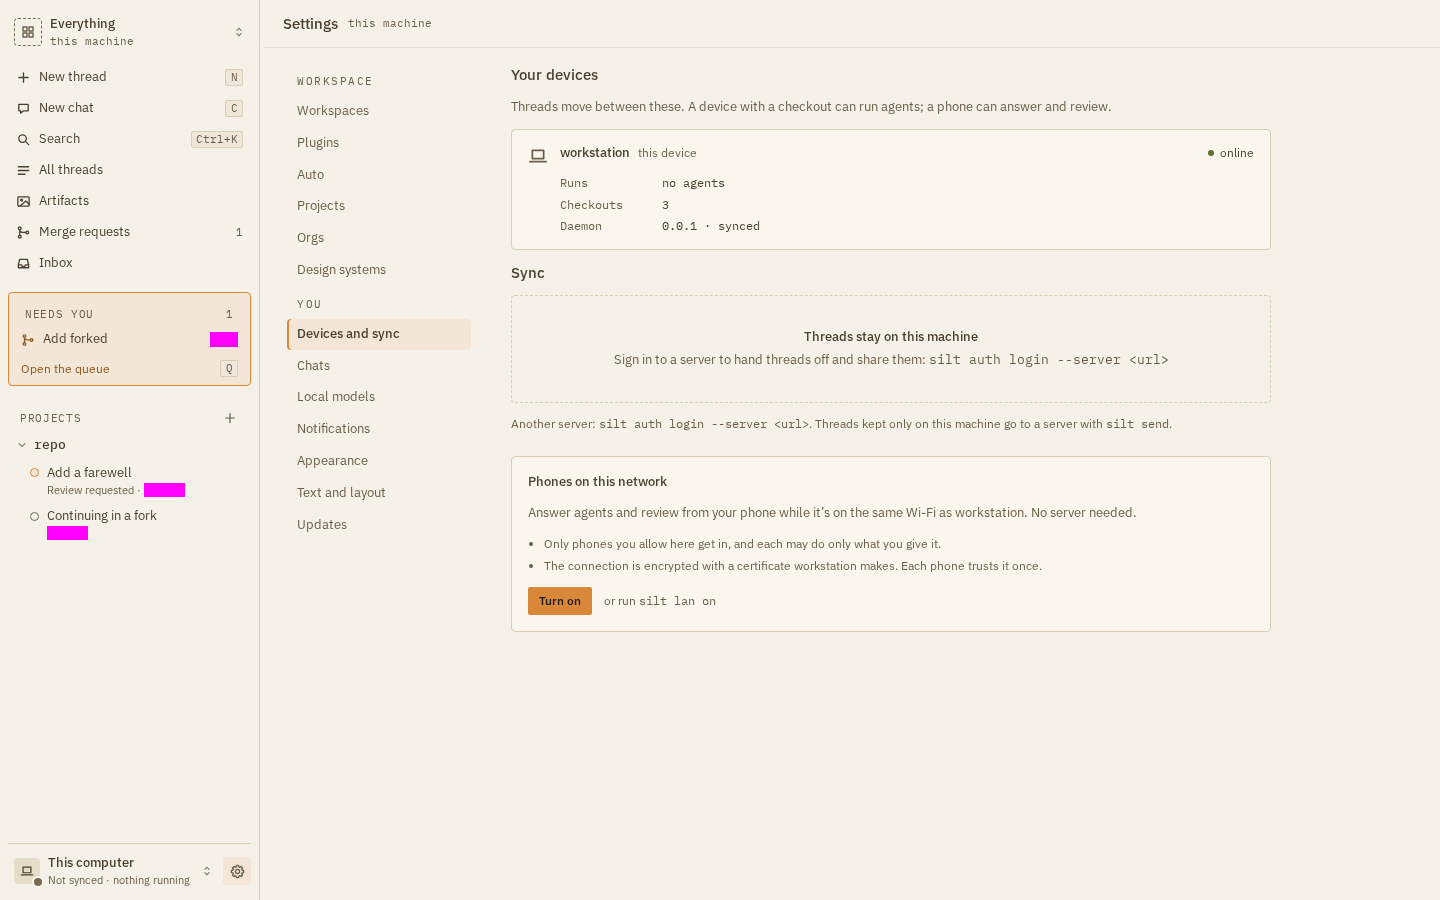 Everything
this machine
New thread N
New chat C
Search Ctrl+K
All threads
Artifacts
Merge requests 1
Inbox
NEEDS YOU 1
Add forked
Open the queue Q
PROJECTS
repo
Add a farewell
Review requested ·
Continuing in a fork
This computer
Not synced · nothing running
Settings this machine
WORKSPACE
Workspaces
Plugins
Auto
Projects
Orgs
Design systems
YOU
Devices and sync
Chats
Local models
Notifications
Appearance
Text and layout
Updates
Your devices
Threads move between these. A device with a checkout can run agents; a phone can answer and review.
workstation this device online
Runs no agents
Checkouts 3
Daemon 0.0.1 · synced
Sync
Threads stay on this machine
Sign in to a server to hand threads off and share them: silt auth login --server <url>
Another server: silt auth login --server <url>. Threads kept only on this machine go to a server with silt send.
Phones on this network
Answer agents and review from your phone while it’s on the same Wi-Fi as workstation. No server needed.
• Only phones you allow here get in, and each may do only what you give it.
• The connection is encrypted with a certificate workstation makes. Each phone trusts it once.
Turn on or run silt lan on